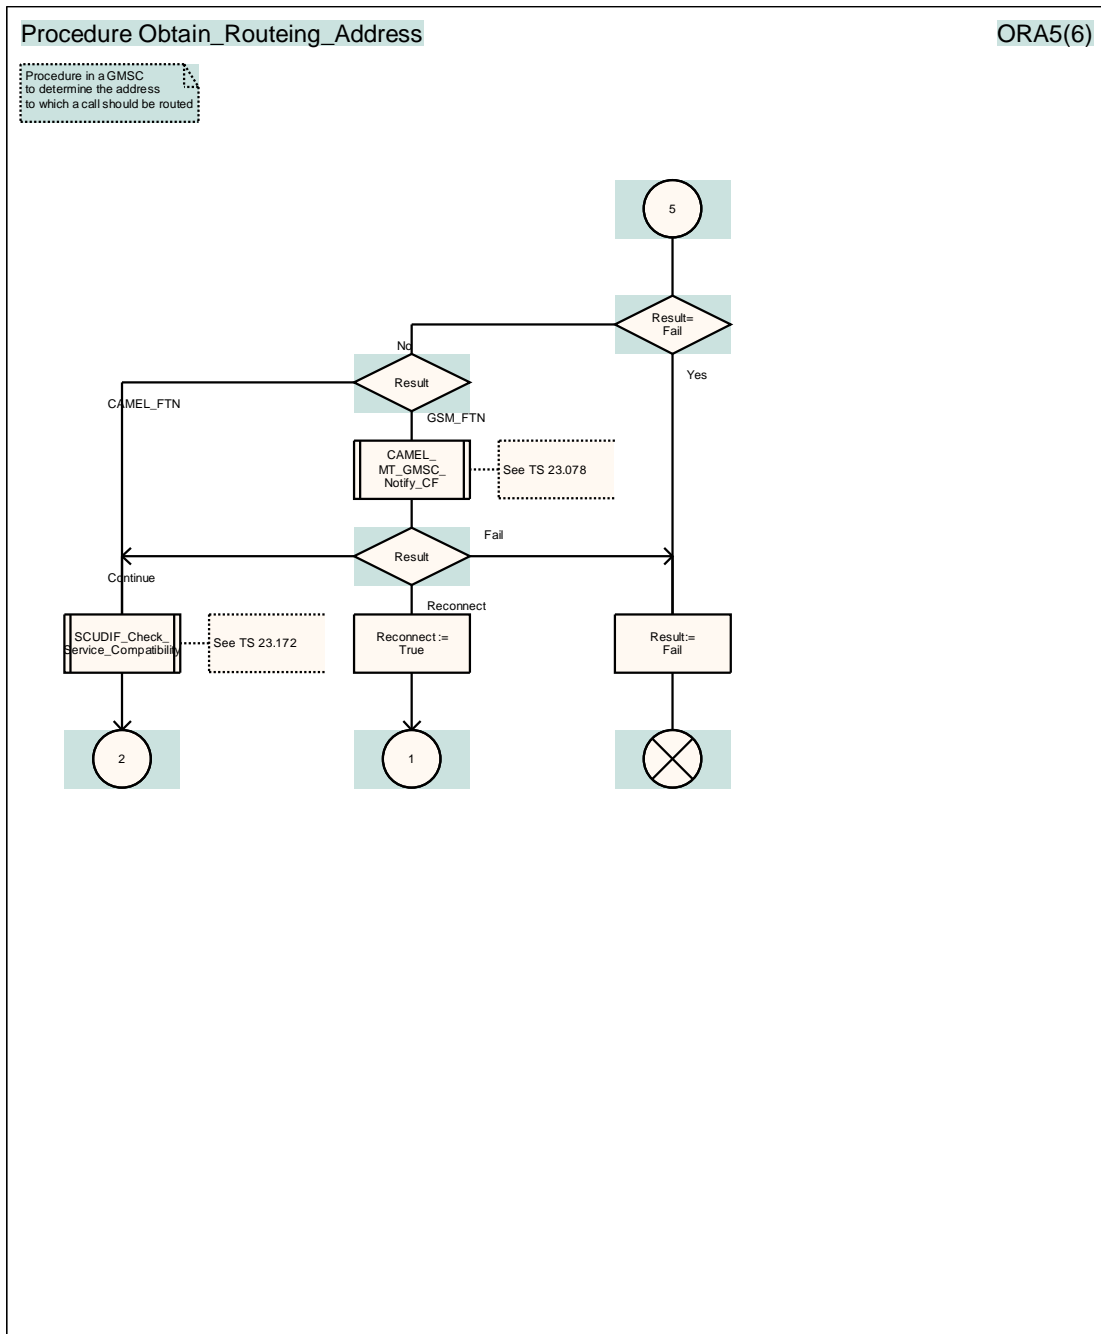 Procedure Obtain_Routeing_Address
ORA5(6)
Procedure in a GMSC
to determine the address
to which a call should be routed
5
Result=
Fail
No
Yes
Result
CAMEL_FTN
GSM_FTN
CAMEL_
MT_GMSC_
Notify_CF
See TS 23.078
Fail
Result
Continue
Reconnect
SCUDIF_Check_
Service_Compatibility
See TS 23.172
Reconnect :=
True
Result:=
Fail
2
1